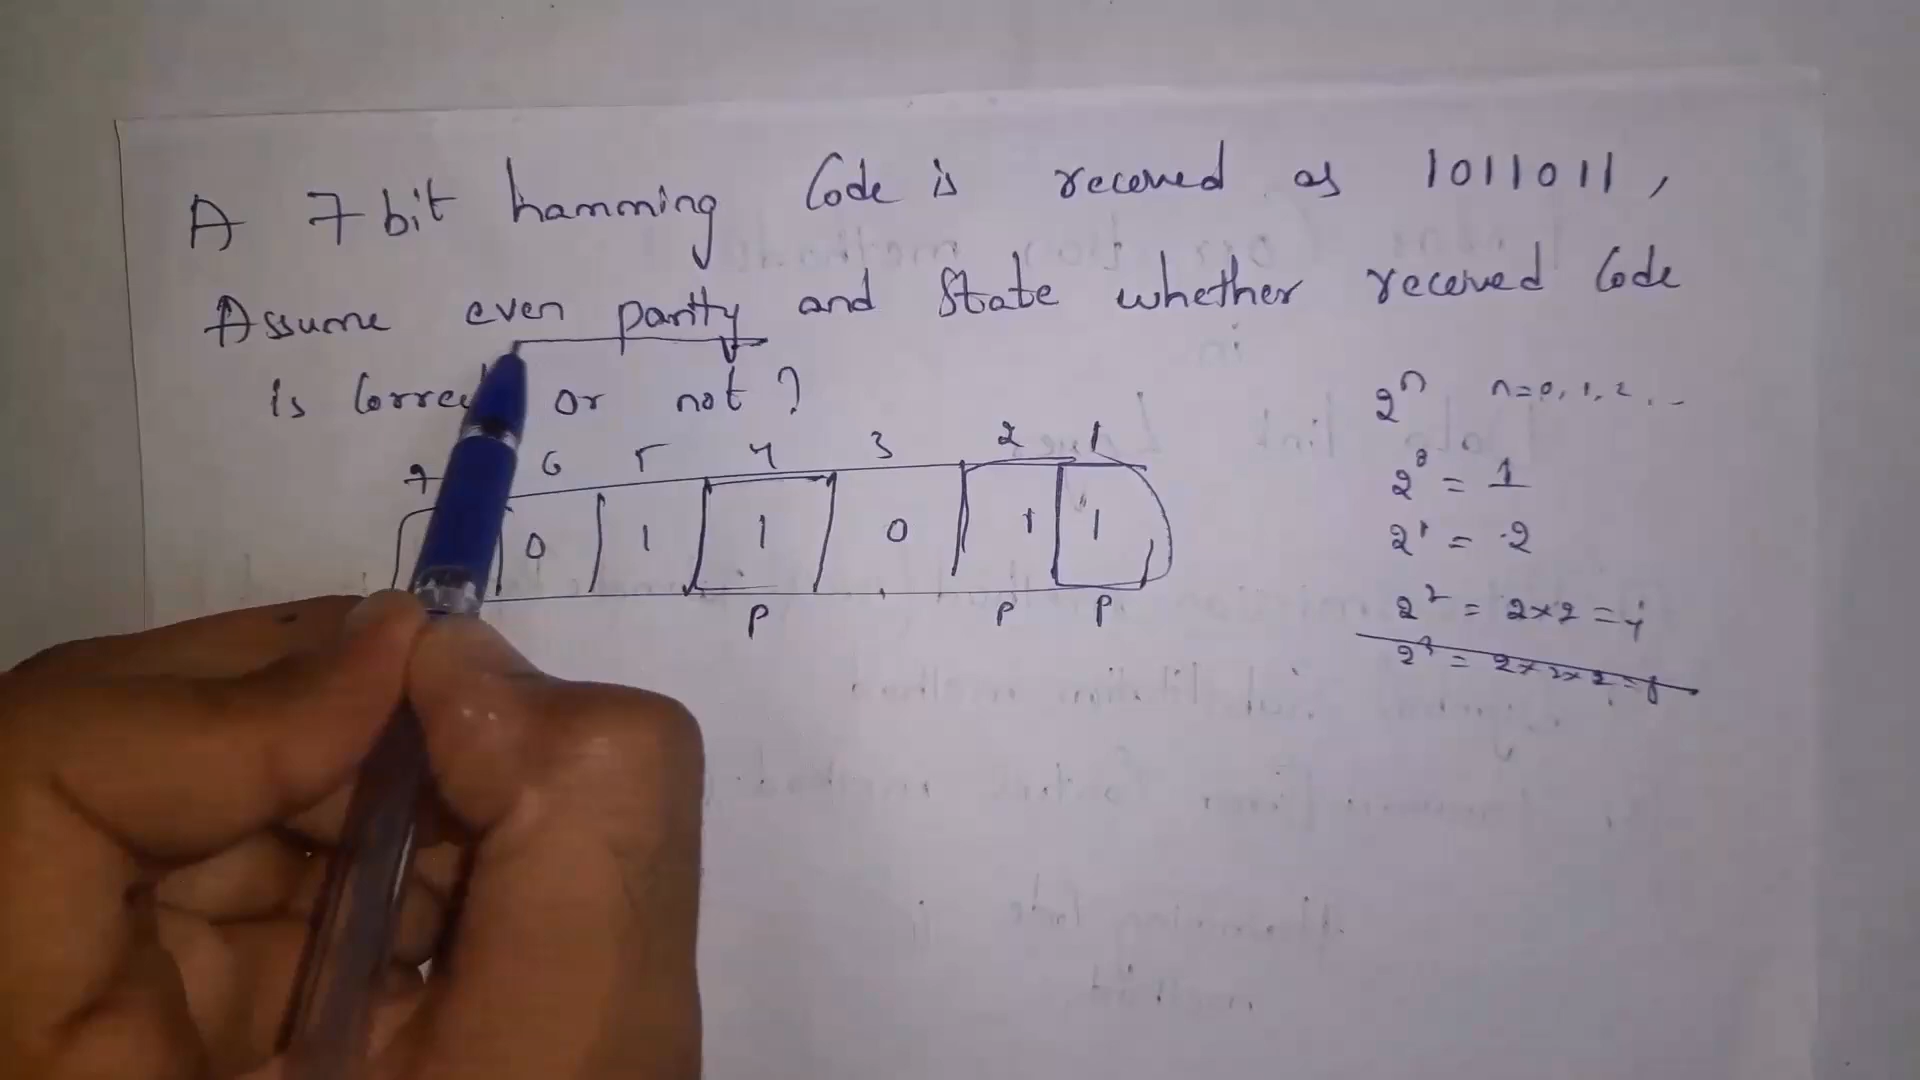 A 7 bit hamming Code is received as 1011011,
Assume even parity and State whether received Code
is Correct or not?
7 6 5 4 3 2 1
0 1 1 0 1 1
P P P
2^n n=0, 1, 2, ..
2^0 = 1
2^1 = 2
2^2 = 2×2 = 4
2^3 = 2×2×2=8